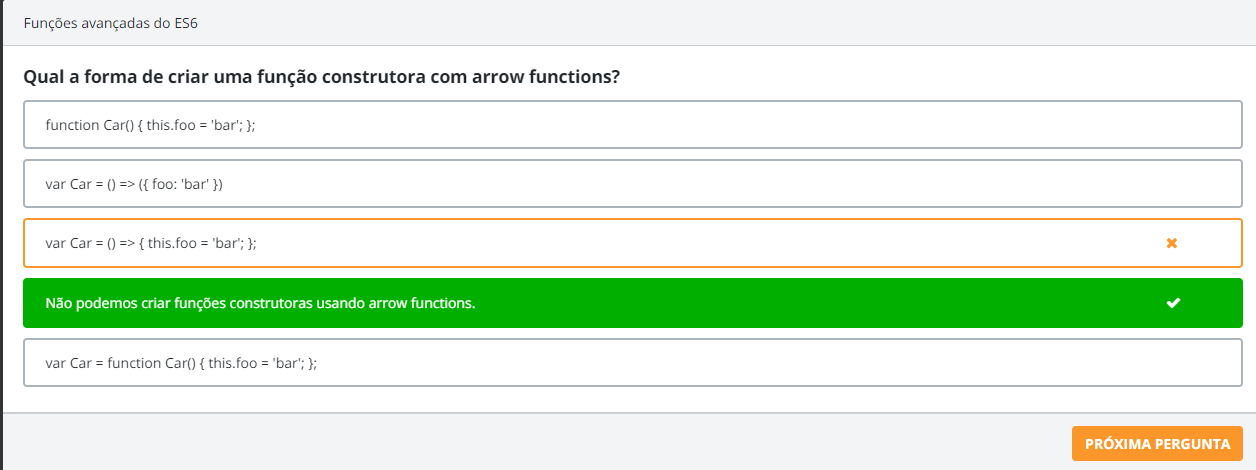 Funções avançadas do ES6
Qual a forma de criar uma função construtora com arrow functions?
function Car() { this.foo = 'bar'; };
var Car = () => ({ foo: 'bar' })
var Car = () => { this.foo = 'bar'; };
Não podemos criar funções construtoras usando arrow functions.
var Car = function Car() { this.foo = 'bar'; };
PRÓXIMA PERGUNTA